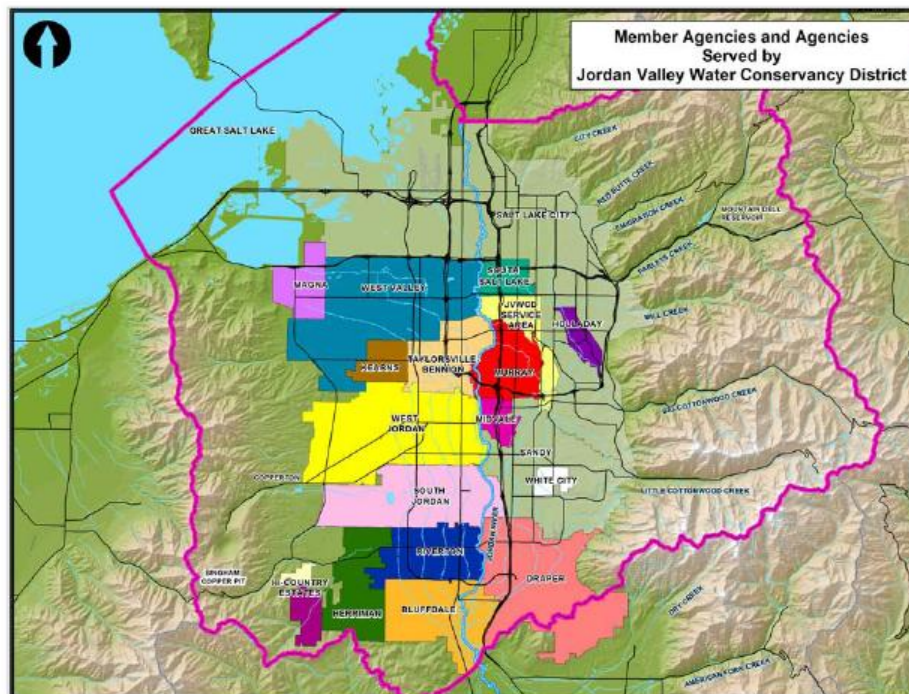 Member Agencies and Agencies
Served by
Jordan Valley Water Conservancy District
GREAT SALT LAKE
CITY CREEK
RED BUTTE CREEK
SALT LAKE CITY
EMIGRATION CREEK
MOUNTAIN DELL
RESERVOIR
PARLEYS CREEK
MAGNA
WEST VALLEY
SOUTH
SALT LAKE
JVWCD
SERVICE
AREA
HOLLADAY
MILL CREEK
KEARNS
TAYLORSVILLE
BENNION
MURRAY
BIG COTTONWOOD CREEK
WEST
JORDAN
MIDVALE
SANDY
COPPERTON
WHITE CITY
LITTLE COTTONWOOD CREEK
SOUTH
JORDAN
JORDAN RIVER
RIVERTON
BINGHAM
COPPER PIT
HI-COUNTRY
ESTATES
DRAPER
HERRIMAN
BLUFFDALE
DRY CREEK
AMERICAN FORK CREEK